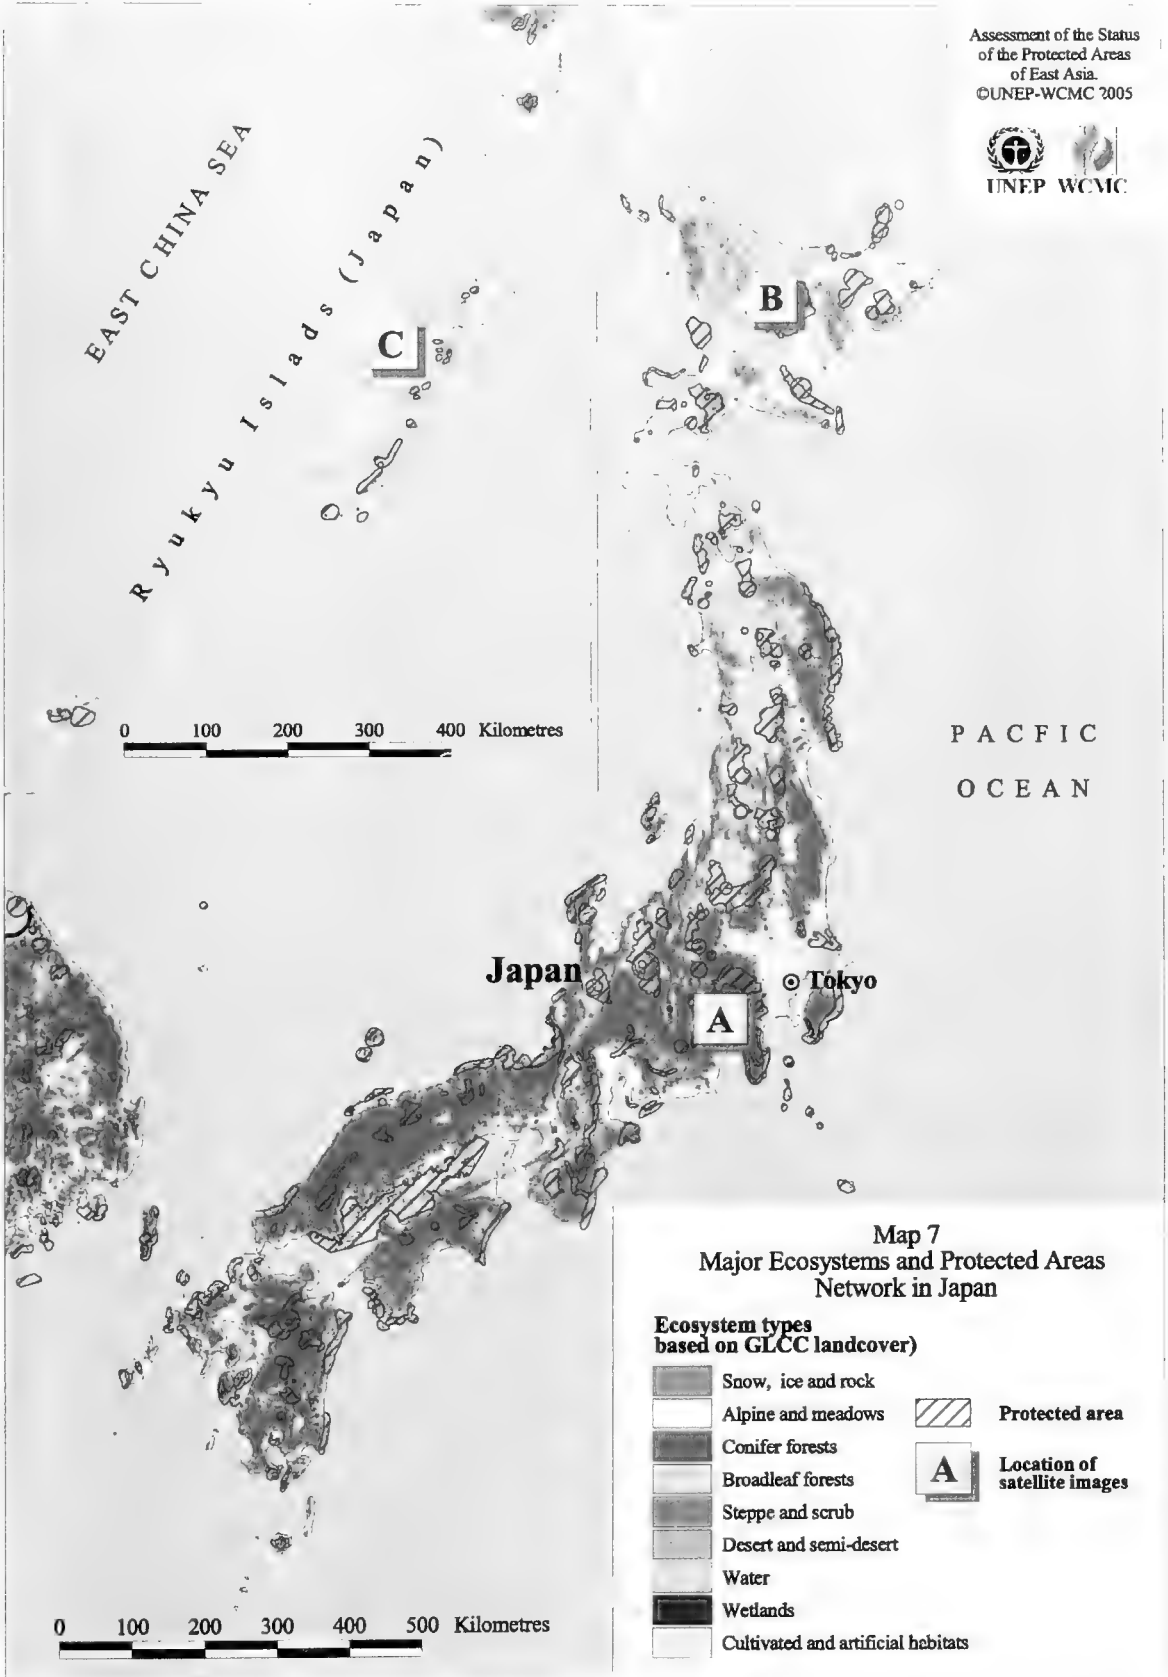 Assessment of the Status
of the Protected Areas
of East Asia.
©UNEP-WCMC 2005
UNEP WCMC
EAST CHINA SEA
Ryukyu Islads (Japan)
B
C
0 100 200 300 400 Kilometres
PACFIC
OCEAN
Japan
Tokyo
A
Map 7
Major Ecosystems and Protected Areas
Network in Japan
Ecosystem types
based on GLCC landcover)
Snow, ice and rock
Alpine and meadows
Protected area
Conifer forests
A
Location of
satellite images
Broadleaf forests
Steppe and scrub
Desert and semi-desert
Water
Wetlands
Cultivated and artificial habitats
0 100 200 300 400 500 Kilometres